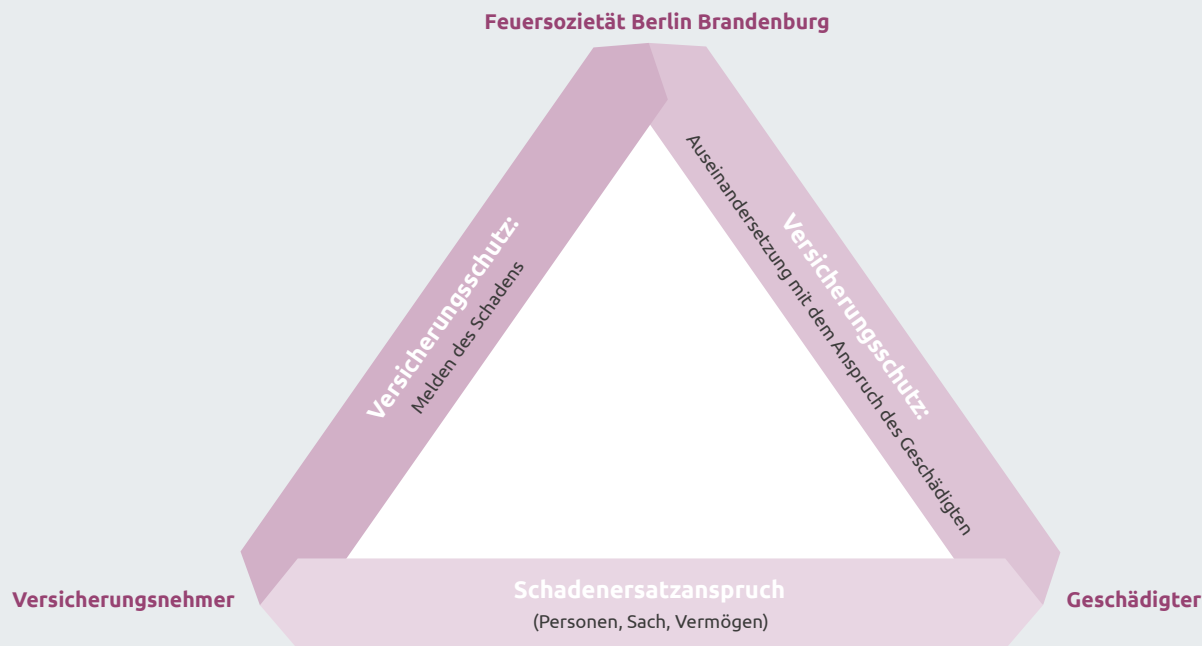 Feuersozietät Berlin Brandenburg
Versicherungsschutz:
Melden des Schadens
Versicherungsschutz:
Auseinandersetzung mit dem Anspruch des Geschädigten
Versicherungsnehmer
Schadenersatzanspruch
(Personen, Sach, Vermögen)
Geschädigter